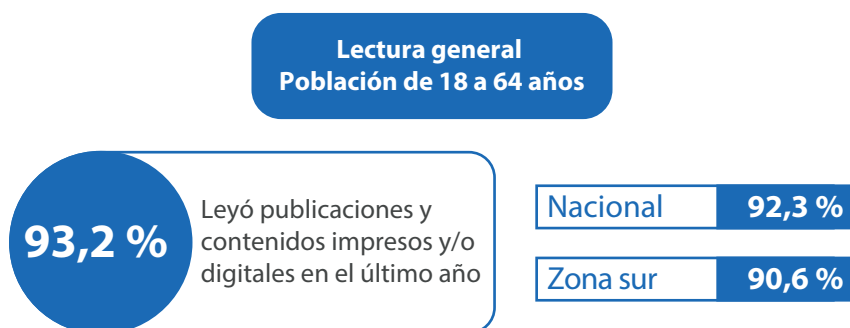 Lectura general
Población de 18 a 64 años
93,2 %
Leyó publicaciones y
contenidos impresos y/o
digitales en el último año
Nacional 92,3 %
Zona sur 90,6 %